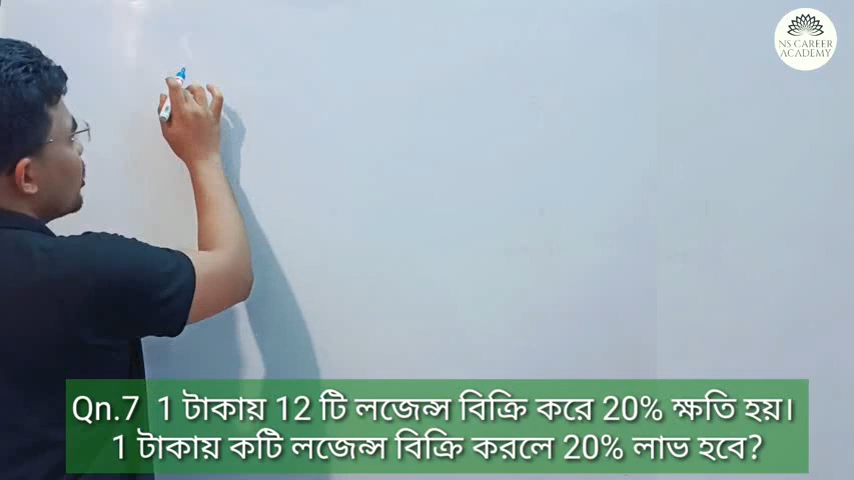 NS CAREER
ACADEMY
Qn.7 1 টাকায় 12 টি লজেন্স বিক্রি করে 20% ক্ষতি হয়।
1 টাকায় কটি লজেন্স বিক্রি করলে 20% লাভ হবে?